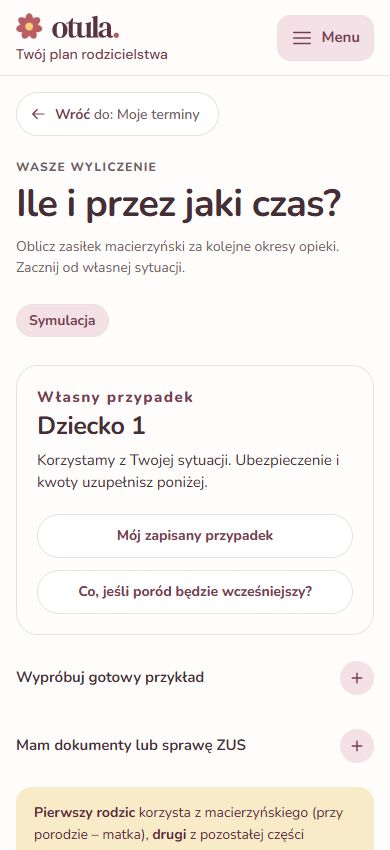 otula.
Twój plan rodzicielstwa
Menu
← Wróć do: Moje terminy
WASZE WYLICZENIE
Ile i przez jaki czas?
Oblicz zasiłek macierzyński za kolejne okresy opieki.
Zacznij od własnej sytuacji.
Symulacja
Własny przypadek
Dziecko 1
Korzystamy z Twojej sytuacji. Ubezpieczenie i
kwoty uzupełnisz poniżej.
Mój zapisany przypadek
Co, jeśli poród będzie wcześniejszy?
Wypróbuj gotowy przykład
+
Mam dokumenty lub sprawę ZUS
+
Pierwszy rodzic korzysta z macierzyńskiego (przy
porodzie – matka), drugi z pozostałej części